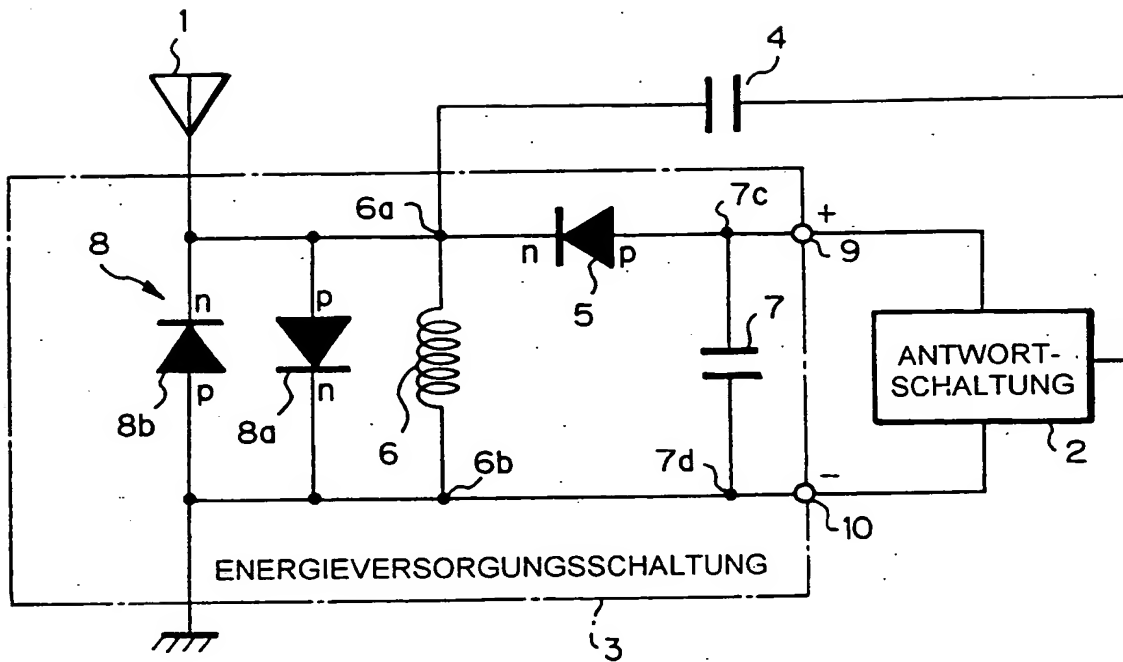 1
4
6a
7c
+
9
n
p
5
8
n
p
p
n
8b
8a
6
7
ANTWORT-
SCHALTUNG
2
6b
7d
−
10
ENERGIEVERSORGUNGSSCHALTUNG
3